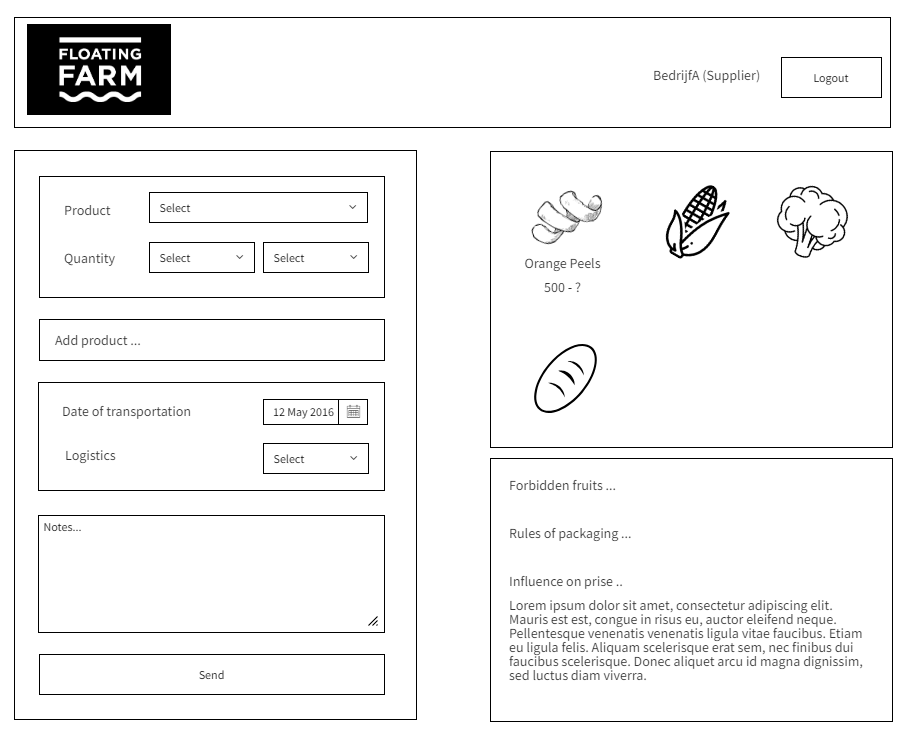 FLOATING
FARM
BedrijfA (Supplier)
Logout
Product
Select
Quantity
Select
Select
Add product ...
Date of transportation
12 May 2016
Logistics
Select
Notes...
Send
Orange Peels
500 - ?
Forbidden fruits ...
Rules of packaging ...
Influence on prise ..
Lorem ipsum dolor sit amet, consectetur adipiscing elit.
Mauris est est, congue in risus eu, auctor eleifend neque.
Pellentesque venenatis venenatis ligula vitae faucibus. Etiam
eu ligula felis. Aliquam scelerisque erat sem, nec finibus dui
faucibus scelerisque. Donec aliquet arcu id magna dignissim,
sed luctus diam viverra.